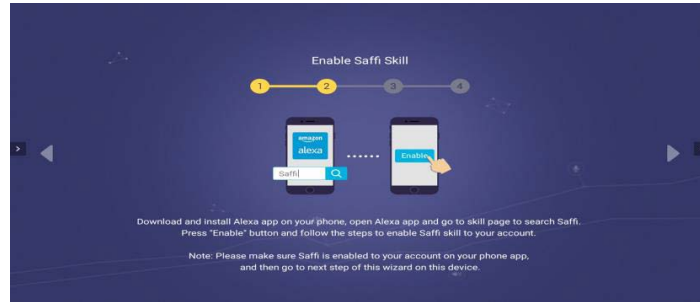 Enable Saffi Skill
1 2 3 4
amazon
alexa
Enable
Saffi
Download and install Alexa app on your phone, open Alexa app and go to skill page to search Saffi.
Press "Enable" button and follow the steps to enable Saffi skill to your account.
Note: Please make sure Saffi is enabled to your account on your phone app,
and then go to next step of this wizard on this device.